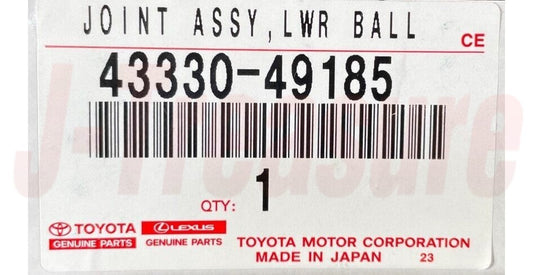 JOINT ASSY, LWR BALL
CE
43330-49185
J-Treasure
QTY: 1
TOYOTA LEXUS
GENUINE PARTS GENUINE PARTS
TOYOTA MOTOR CORPORATION
MADE IN JAPAN 23